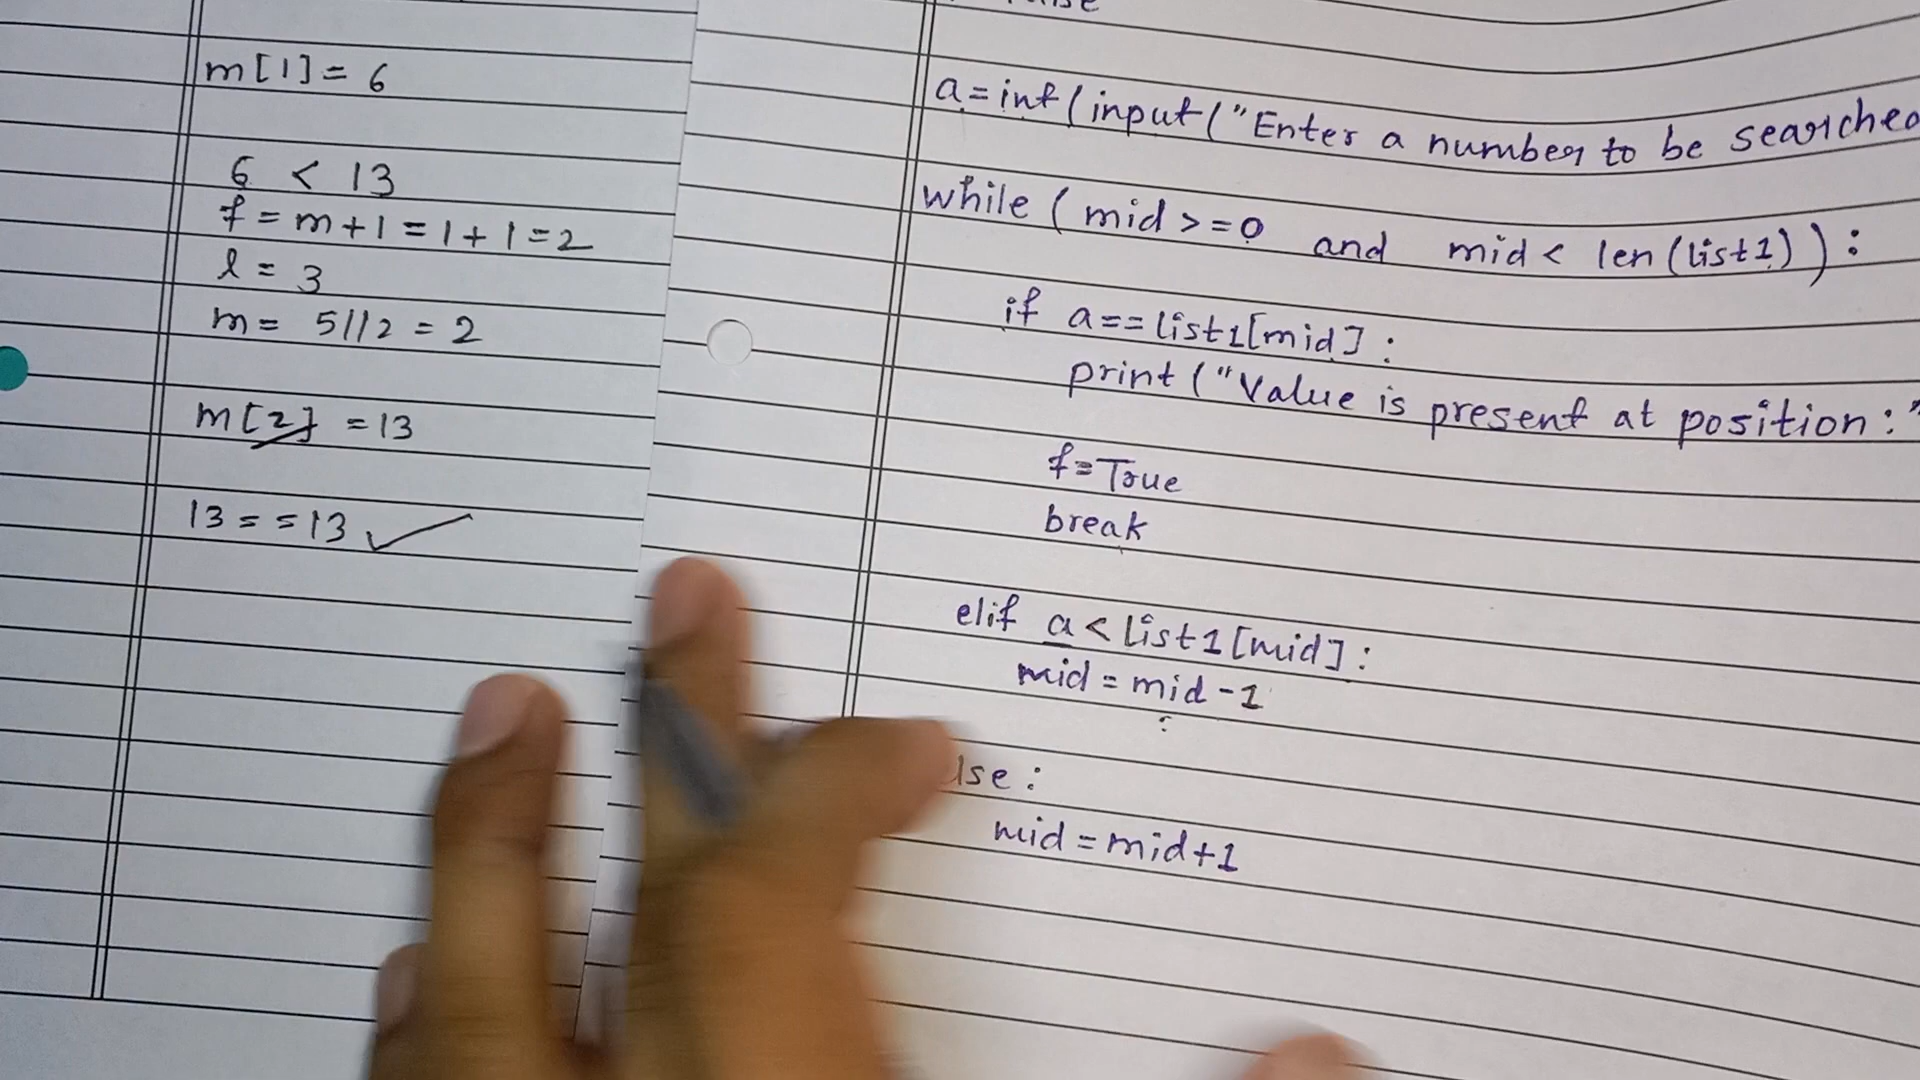 m[1] = 6
6 < 13
f = m+1 = 1+1 = 2
l = 3
m = 5//2 = 2
m[2] = 13
13 == 13 ✓
a = int(input("Enter a number to be searched
while (mid >= 0 and mid < len(list1)):
if a == list1[mid]:
print("Value is present at position:"
f = True
break
elif a < list1[mid]:
mid = mid - 1
lse:
mid = mid+1